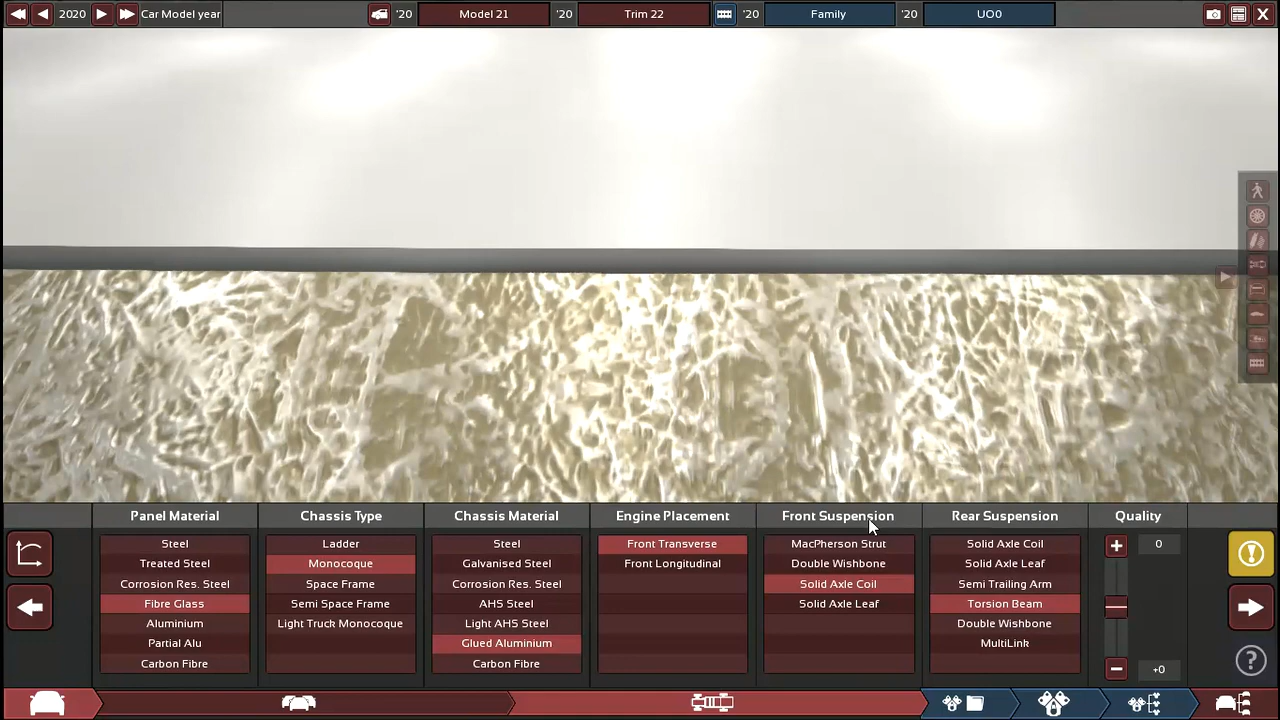 2020 Car Model year '20 Model 21 '20 Trim 22 '20 Family '20 UO0
Panel Material
Steel
Treated Steel
Corrosion Res. Steel
Fibre Glass
Aluminium
Partial Alu
Carbon Fibre
Chassis Type
Ladder
Monocoque
Space Frame
Semi Space Frame
Light Truck Monocoque
Chassis Material
Steel
Galvanised Steel
Corrosion Res. Steel
AHS Steel
Light AHS Steel
Glued Aluminium
Carbon Fibre
Engine Placement
Front Transverse
Front Longitudinal
Front Suspension
MacPherson Strut
Double Wishbone
Solid Axle Coil
Solid Axle Leaf
Rear Suspension
Solid Axle Coil
Solid Axle Leaf
Semi Trailing Arm
Torsion Beam
Double Wishbone
MultiLink
Quality
0
+0